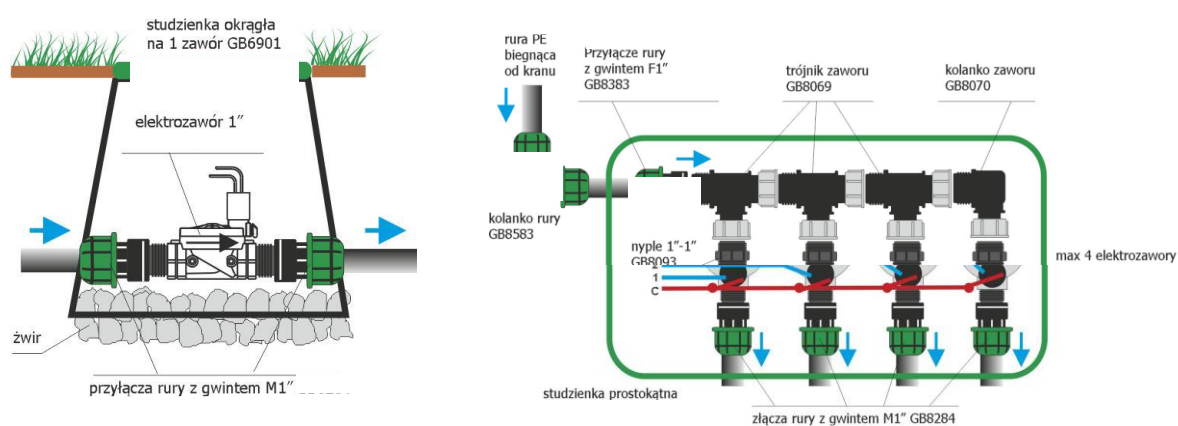 studzienka okrągła
na 1 zawór GB6901
elektrozawór 1″
żwir
przyłącza rury z gwintem M1″
rura PE
biegnąca
od kranu
Przyłącze rury
z gwintem F1″
GB8383
trójnik zaworu
GB8069
kolanko zaworu
GB8070
kolanko rury
GB8583
nyple 1″-1″
GB8093
2
1
C
max 4 elektrozawory
studzienka prostokątna
złącza rury z gwintem M1″ GB8284